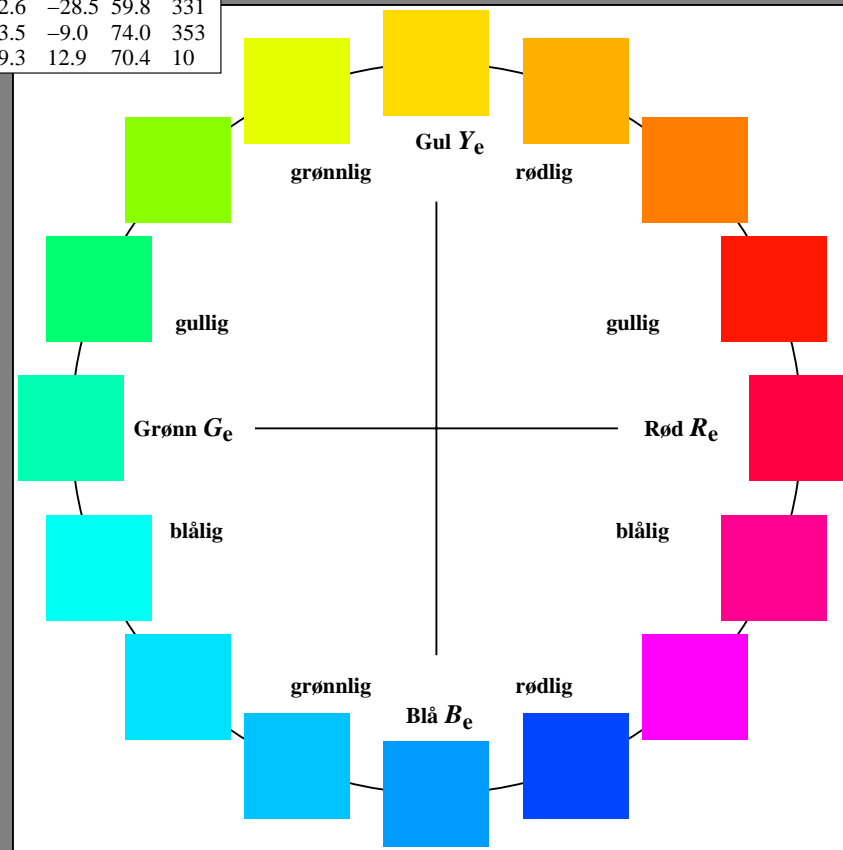 2.6 −28.5 59.8 331
3.5 −9.0 74.0 353
9.3 12.9 70.4 10
Gul Yₑ
grønnlig rødlig
gullig gullig
Grønn Gₑ Rød Rₑ
blålig blålig
grønnlig rødlig
Blå Bₑ